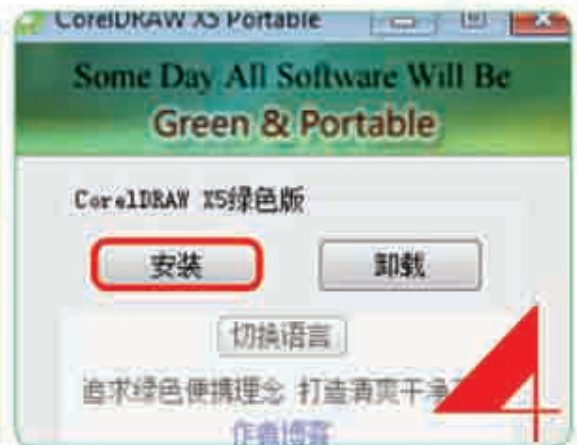 CorelDRAW X5 Portable
Some Day All Software Will Be
Green & Portable
CorelDRAW X5绿色版
安装 卸载
切换语言
追求绿色便携理念 打造清爽干净
作者博客
4